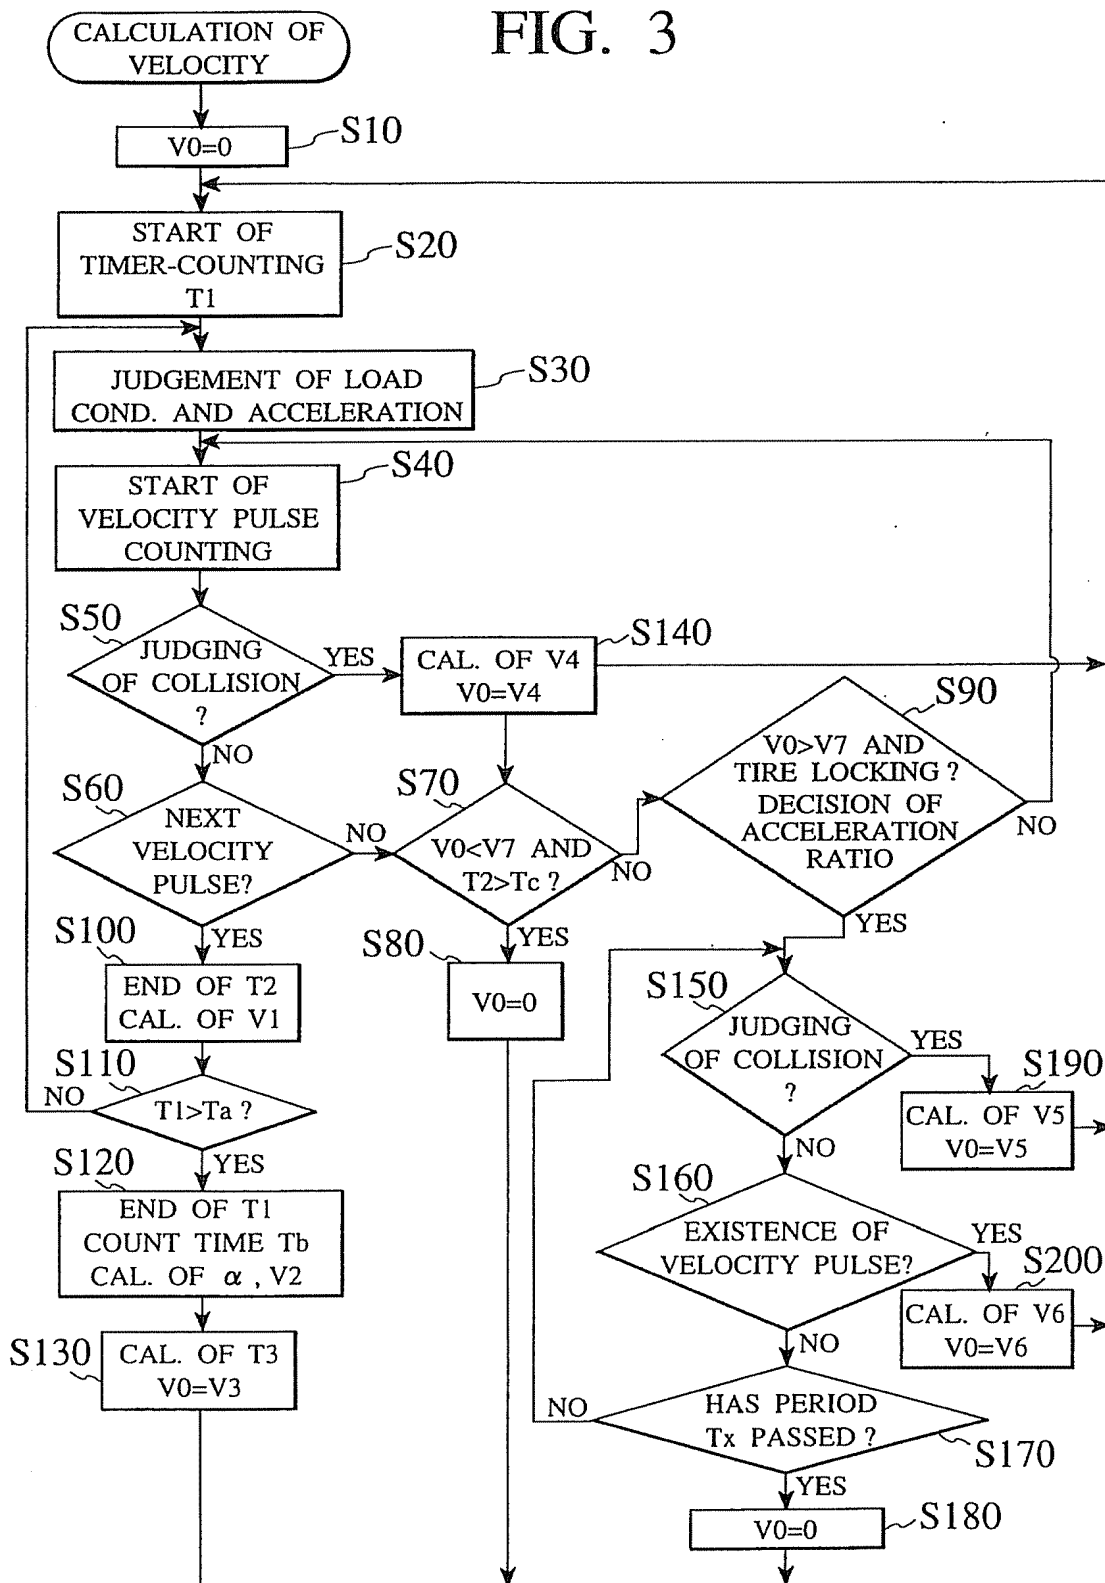 FIG. 3
CALCULATION OF
VELOCITY
S10
V0=0
S20
START OF
TIMER-COUNTING
T1
S30
JUDGEMENT OF LOAD
COND. AND ACCELERATION
S40
START OF
VELOCITY PULSE
COUNTING
S50
JUDGING
OF COLLISION
?
YES
NO
S140
CAL. OF V4
V0=V4
S60
NEXT
VELOCITY
PULSE?
NO
YES
S70
V0<V7 AND
T2>Tc ?
NO
YES
S80
V0=0
S90
V0>V7 AND
TIRE LOCKING ?
DECISION OF
ACCELERATION
RATIO
NO
YES
S100
END OF T2
CAL. OF V1
S110
NO
T1>Ta ?
YES
S120
END OF T1
COUNT TIME Tb
CAL. OF α , V2
S130
CAL. OF T3
V0=V3
S150
JUDGING
OF COLLISION
?
YES
NO
S190
CAL. OF V5
V0=V5
S160
EXISTENCE OF
VELOCITY PULSE?
YES
NO
S200
CAL. OF V6
V0=V6
HAS PERIOD
Tx PASSED ?
NO
S170
YES
V0=0
S180